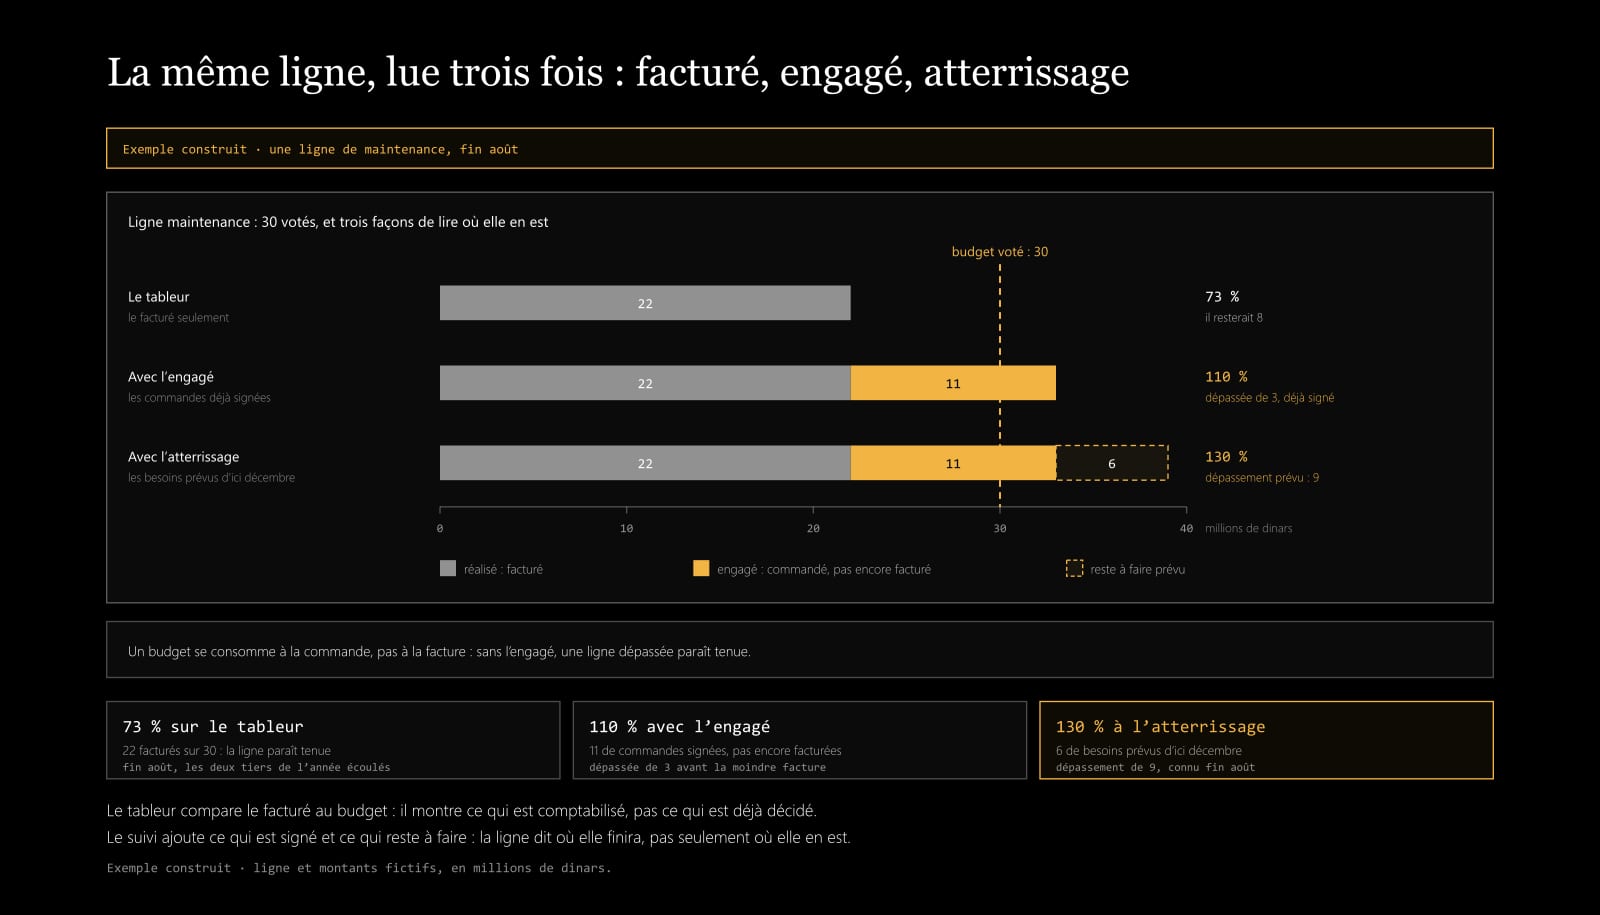 La même ligne, lue trois fois : facturé, engagé, atterrissage
Exemple construit · une ligne de maintenance, fin août
Ligne maintenance : 30 votés, et trois façons de lire où elle en est
budget voté : 30
Le tableur
le facturé seulement
22
73 %
il resterait 8
Avec l’engagé
les commandes déjà signées
22
11
110 %
dépassée de 3, déjà signé
Avec l’atterrissage
les besoins prévus d’ici décembre
22
11
6
130 %
dépassement prévu : 9
0 10 20 30 40 millions de dinars
réalisé : facturé
engagé : commandé, pas encore facturé
reste à faire prévu
Un budget se consomme à la commande, pas à la facture : sans l’engagé, une ligne dépassée paraît tenue.
73 % sur le tableur
22 facturés sur 30 : la ligne paraît tenue
fin août, les deux tiers de l’année écoulés
110 % avec l’engagé
11 de commandes signées, pas encore facturées
dépassée de 3 avant la moindre facture
130 % à l’atterrissage
6 de besoins prévus d’ici décembre
dépassement de 9, connu fin août
Le tableur compare le facturé au budget : il montre ce qui est comptabilisé, pas ce qui est déjà décidé.
Le suivi ajoute ce qui est signé et ce qui reste à faire : la ligne dit où elle finira, pas seulement où elle en est.
Exemple construit · ligne et montants fictifs, en millions de dinars.